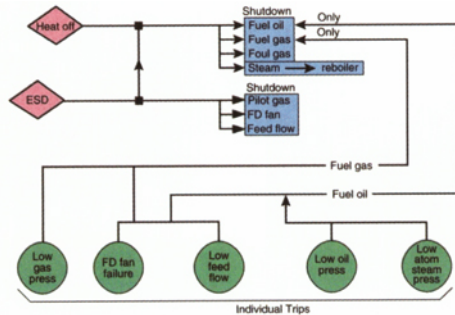 Shutdown
Heat off
Fuel oil
Only
Fuel gas
Only
Foul gas
Steam
reboiler
Shutdown
ESD
Pilot gas
FD fan
Feed flow
Fuel gas
Fuel oil
Low
gas
press
FD fan
failure
Low
feed
flow
Low oil
press
Low
atom
steam
press
Individual Trips